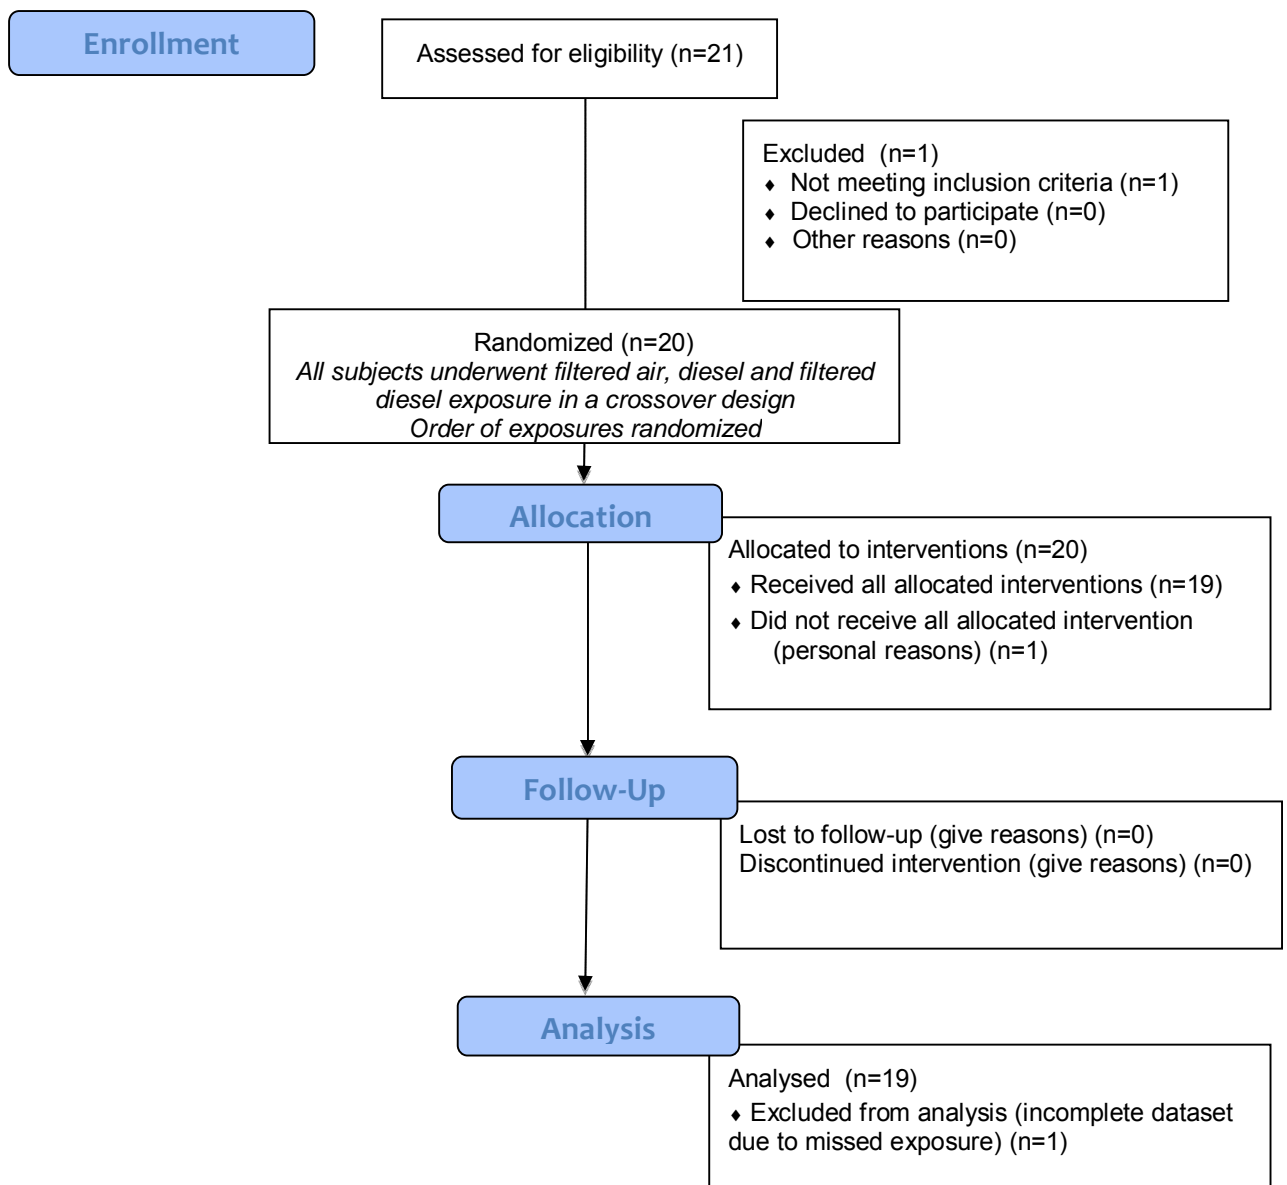 Enrollment
Assessed for eligibility (n=21)
Excluded (n=1)
♦ Not meeting inclusion criteria (n=1)
♦ Declined to participate (n=0)
♦ Other reasons (n=0)
Randomized (n=20)
All subjects underwent filtered air, diesel and filtered
diesel exposure in a crossover design
Order of exposures randomized
Allocation
Allocated to interventions (n=20)
♦ Received all allocated interventions (n=19)
♦ Did not receive all allocated intervention
(personal reasons) (n=1)
Follow-Up
Lost to follow-up (give reasons) (n=0)
Discontinued intervention (give reasons) (n=0)
Analysis
Analysed (n=19)
♦ Excluded from analysis (incomplete dataset
due to missed exposure) (n=1)